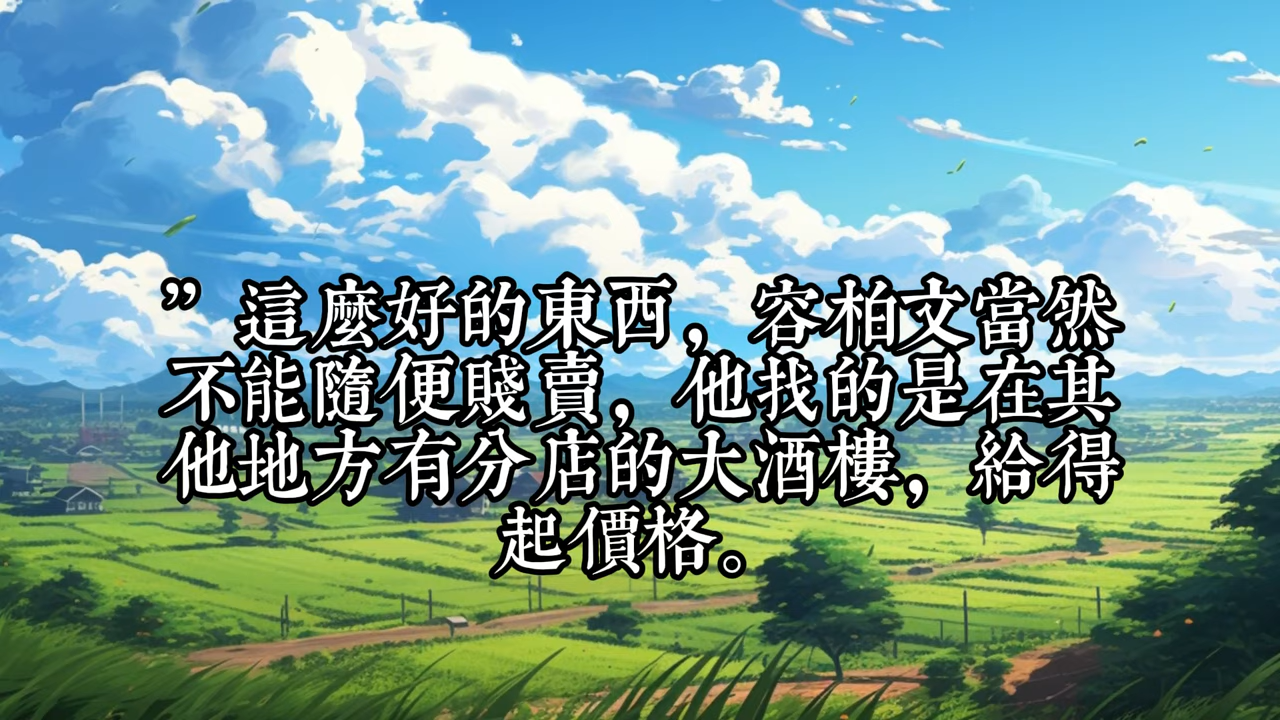 ”這麼好的東西，容柏文當然
不能隨便賤賣，他找的是在其
他地方有分店的大酒樓，給得
起價格。